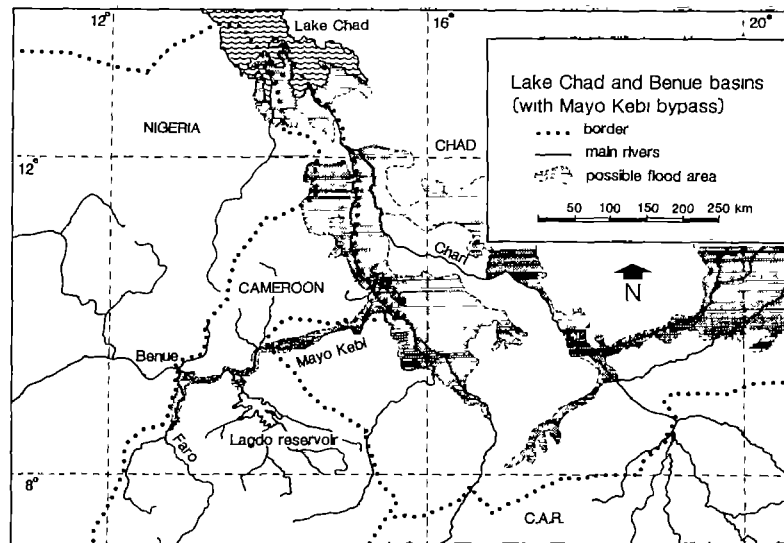 12°
Lake Chad
16°
20°
Lake Chad and Benue basins
(with Mayo Kebi bypass)
border
main rivers
possible flood area
50 100 150 200 250 km
NIGERIA
CHAD
12°
Chari
N
CAMEROON
Benue
Mayo Kebi
Lagdo reservoir
Faro
8°
C.A.R.